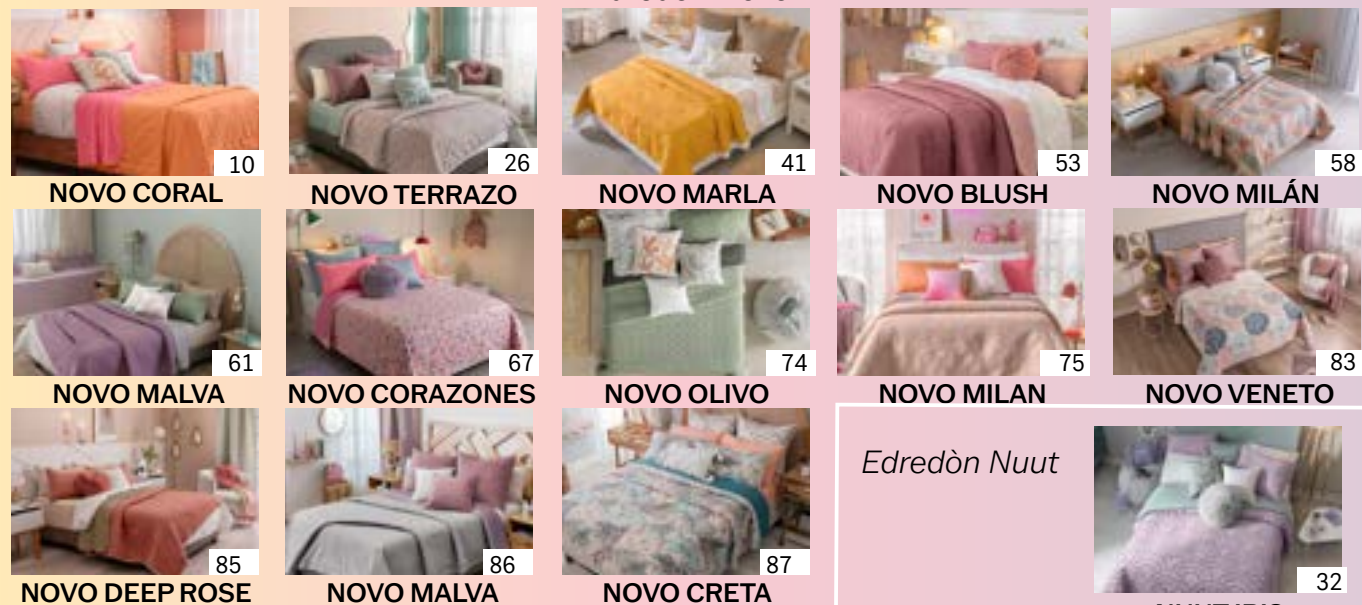 10
26
41
53
58
NOVO CORAL
NOVO TERRAZO
NOVO MARLA
NOVO BLUSH
NOVO MILÁN
61
67
74
75
83
NOVO MALVA
NOVO CORAZONES
NOVO OLIVO
NOVO MILAN
NOVO VENETO
Edredòn Nuut
85
86
87
32
NOVO DEEP ROSE
NOVO MALVA
NOVO CRETA